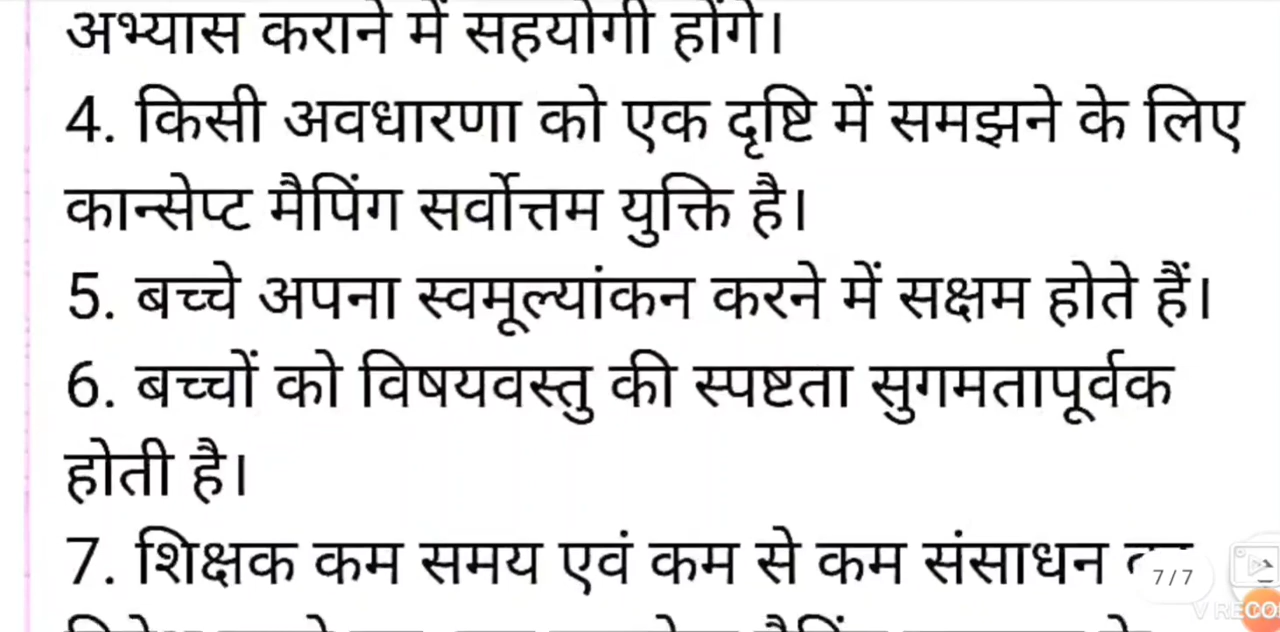 अभ्यास कराने में सहयोगी होंगे।
4. किसी अवधारणा को एक दृष्टि में समझने के लिए
कान्सेप्ट मैपिंग सर्वोत्तम युक्ति है।
5. बच्चे अपना स्वमूल्यांकन करने में सक्षम होते हैं।
6. बच्चों को विषयवस्तु की स्पष्टता सुगमतापूर्वक
होती है।
7. शिक्षक कम समय एवं कम से कम संसाधन
7/7
V RECO